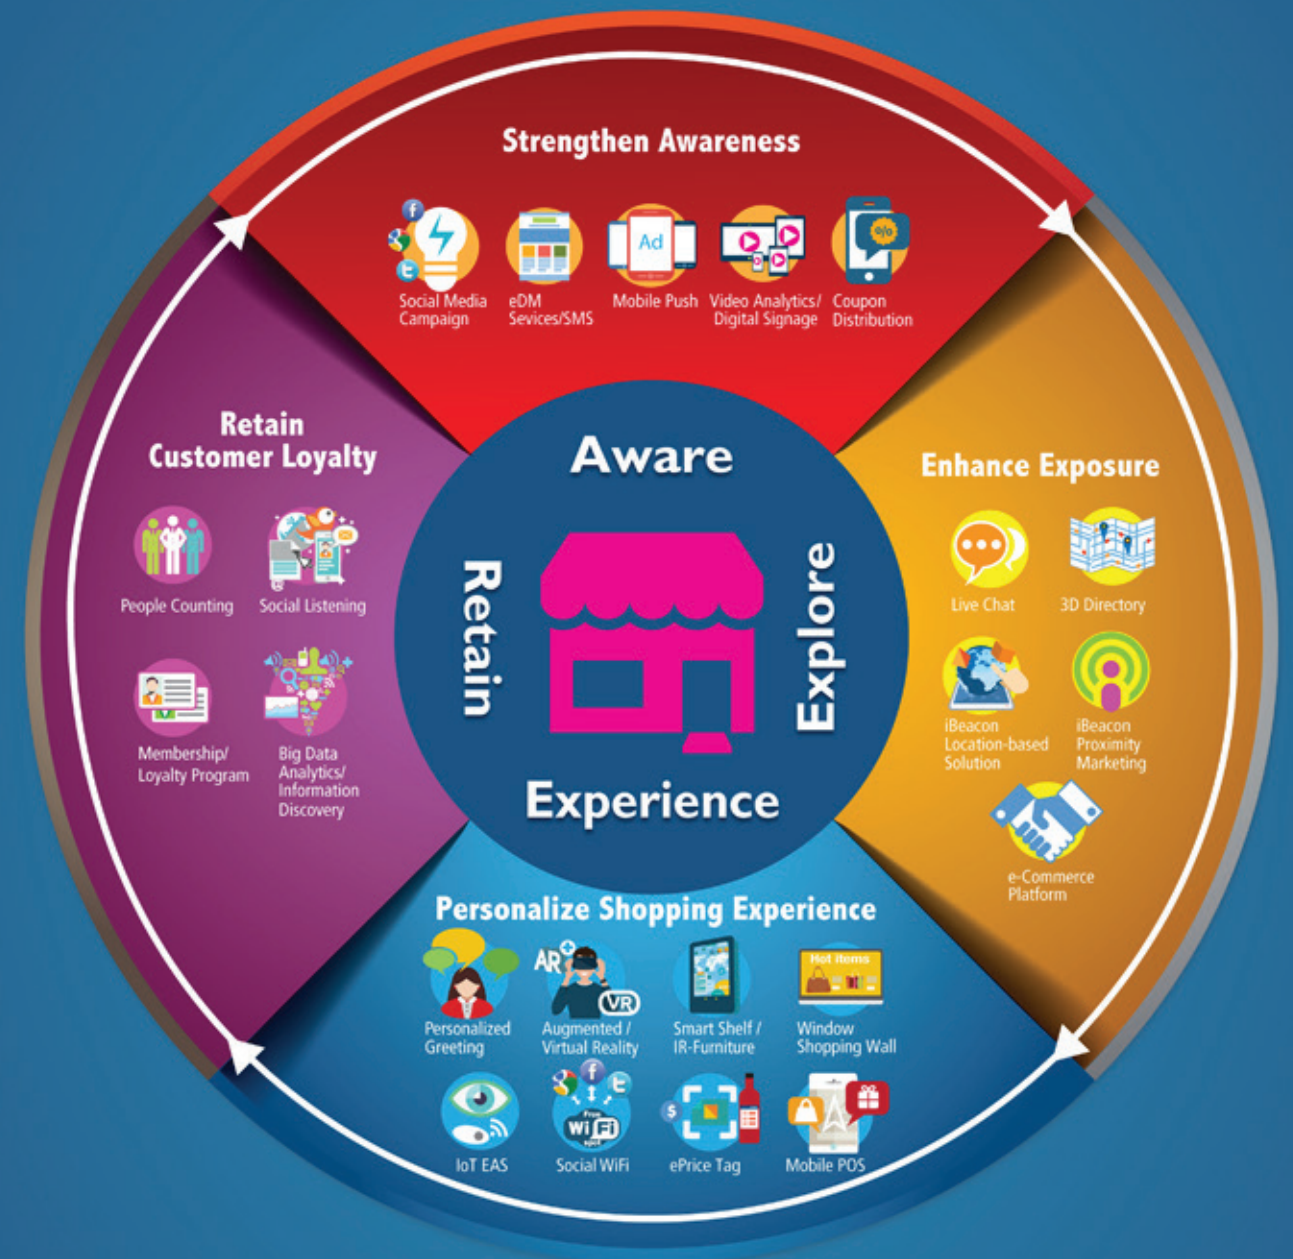 Strengthen Awareness
f
t
Ad
%
Social Media
Campaign
eDM
Sevices/SMS
Mobile Push
Video Analytics/
Digital Signage
Coupon
Distribution
Aware
Explore
Experience
Retain
Enhance Exposure
Live Chat
3D Directory
iBeacon
Location-based
Solution
iBeacon
Proximity
Marketing
e-Commerce
Platform
Personalize Shopping Experience
AR+
VR
Hot items
Personalized
Greeting
Augmented /
Virtual Reality
Smart Shelf /
IR-Furniture
Window
Shopping Wall
f
t
Free
WiFi
spot
$
IoT EAS
Social WiFi
ePrice Tag
Mobile POS
Retain
Customer Loyalty
People Counting
Social Listening
Membership/
Loyalty Program
Big Data
Analytics/
Information
Discovery